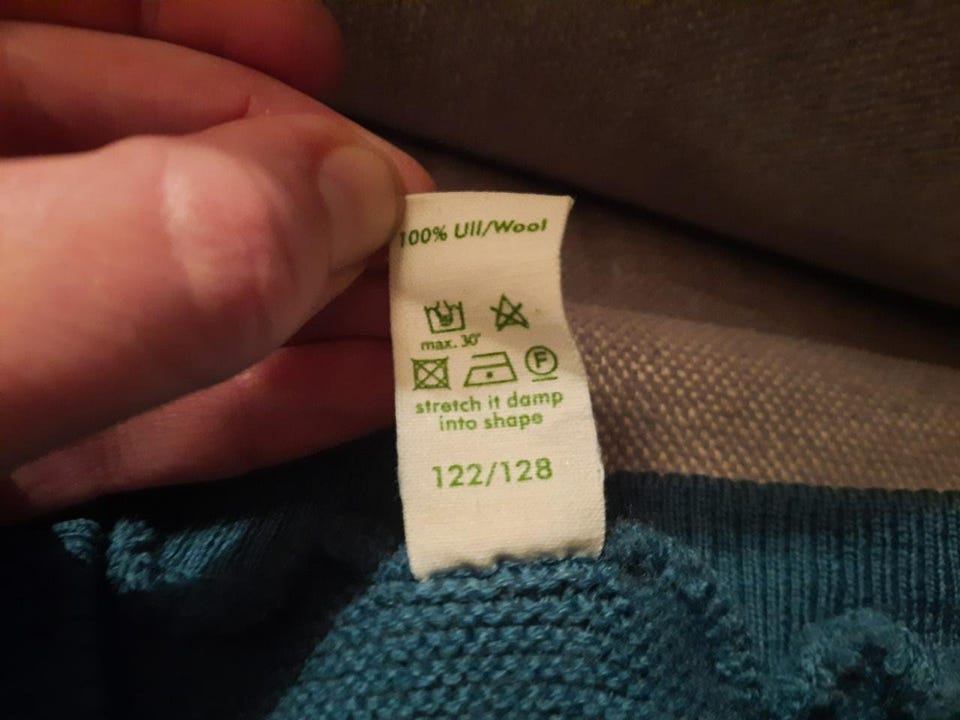 100% Ull/Wool
max. 30°
F
stretch it damp
into shape
122/128